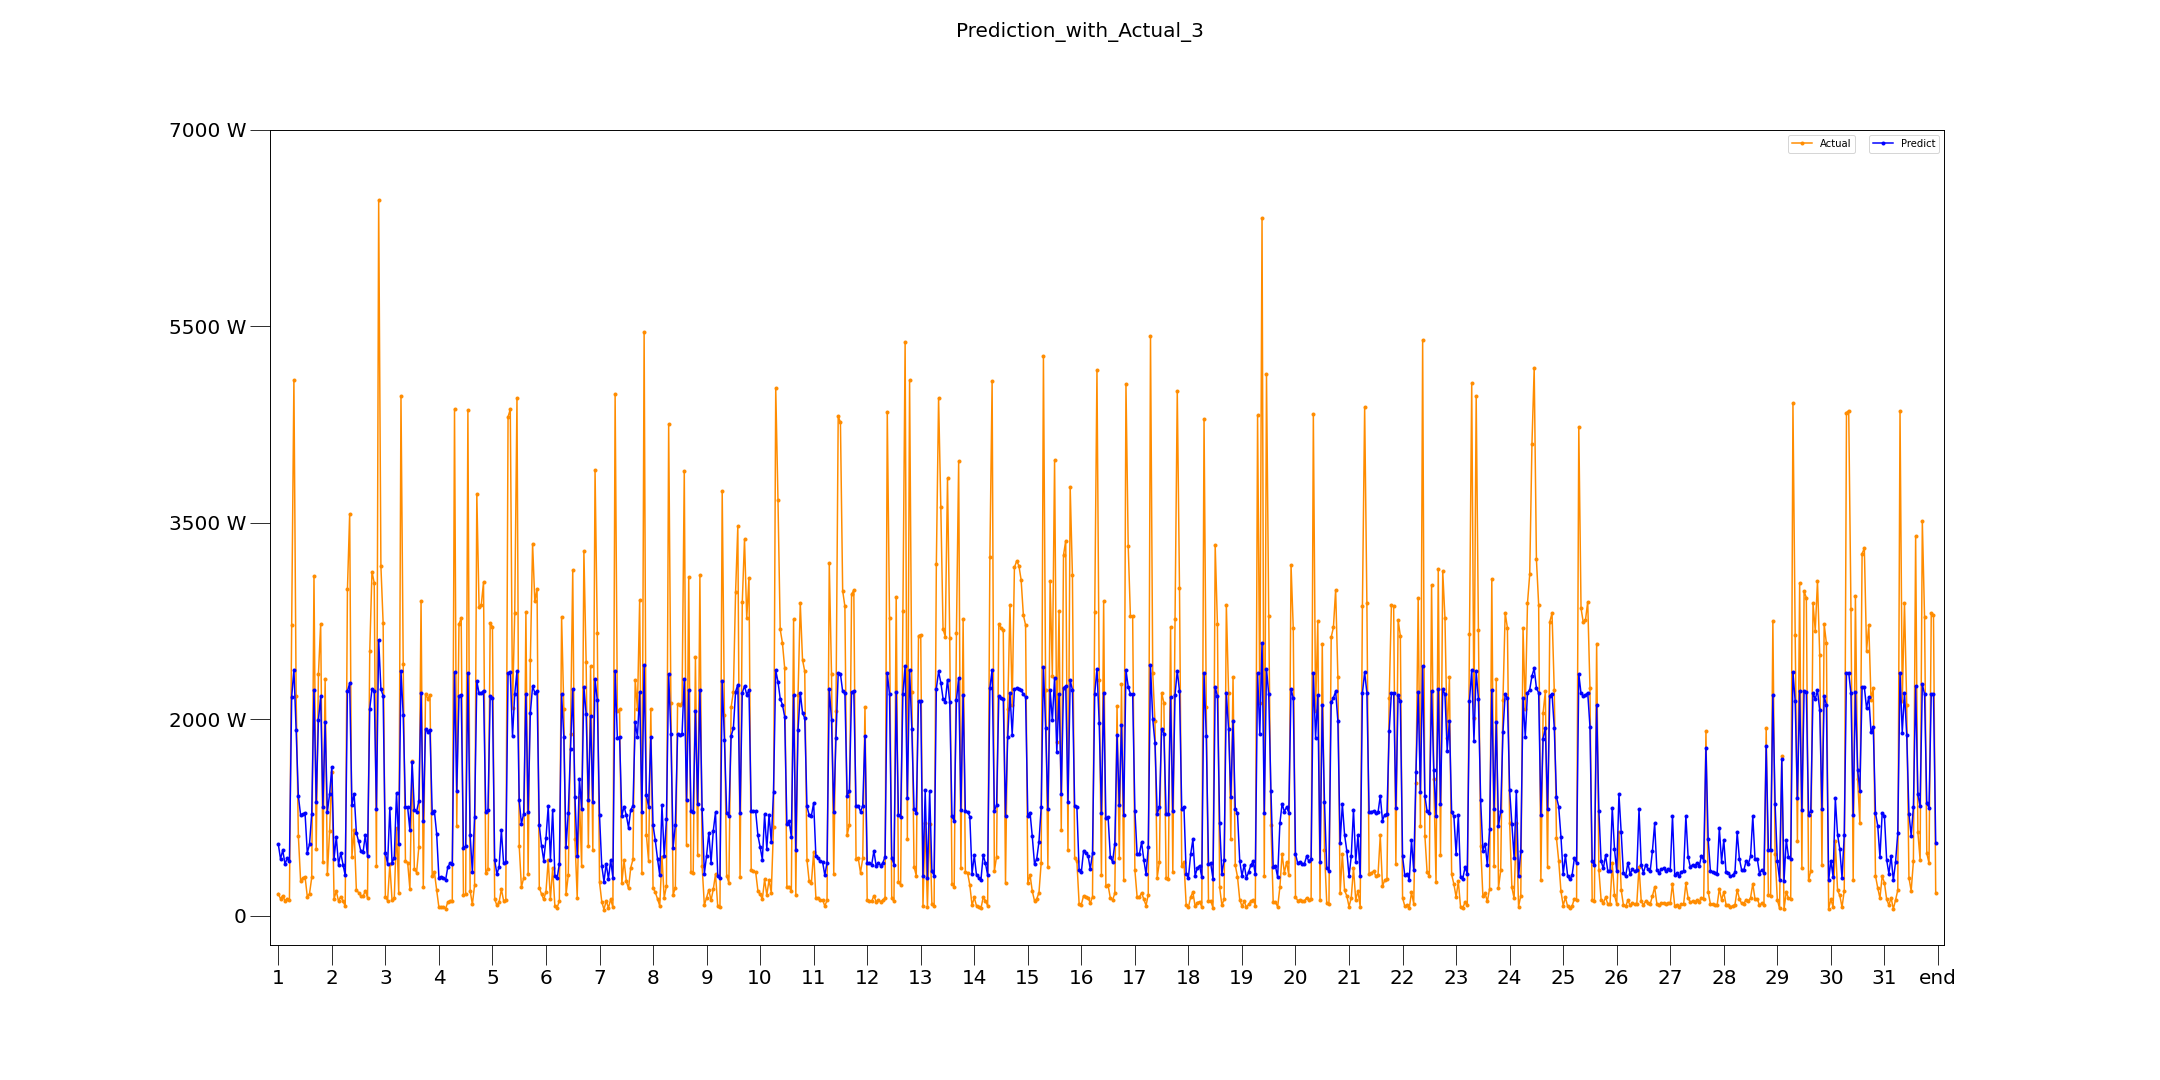 Prediction_with_Actual_3
Actual Predict
7000 W
5500 W
3500 W
2000 W
0
1 2 3 4 5 6 7 8 9 10 11 12 13 14 15 16 17 18 19 20 21 22 23 24 25 26 27 28 29 30 31 end